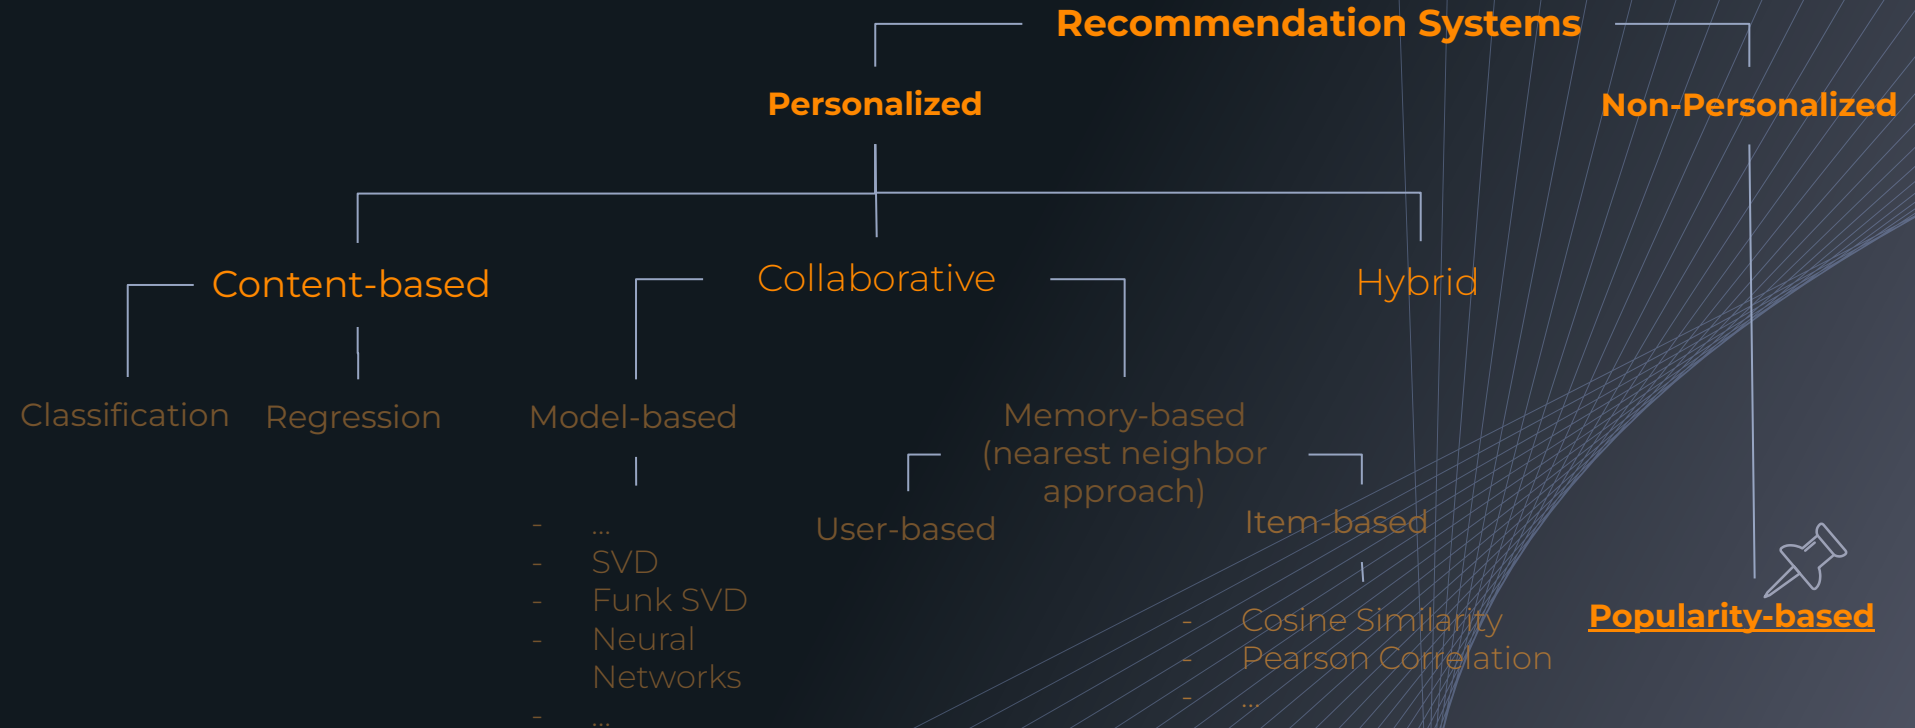 Recommendation Systems
Personalized
Non-Personalized
Content-based
Collaborative
Hybrid
Classification
Regression
Model-based
Memory-based
(nearest neighbor
approach)
User-based
Item-based
- ...
- SVD
- Funk SVD
- Neural
Networks
- ...
- Cosine Similarity
- Pearson Correlation
- ...
Popularity-based